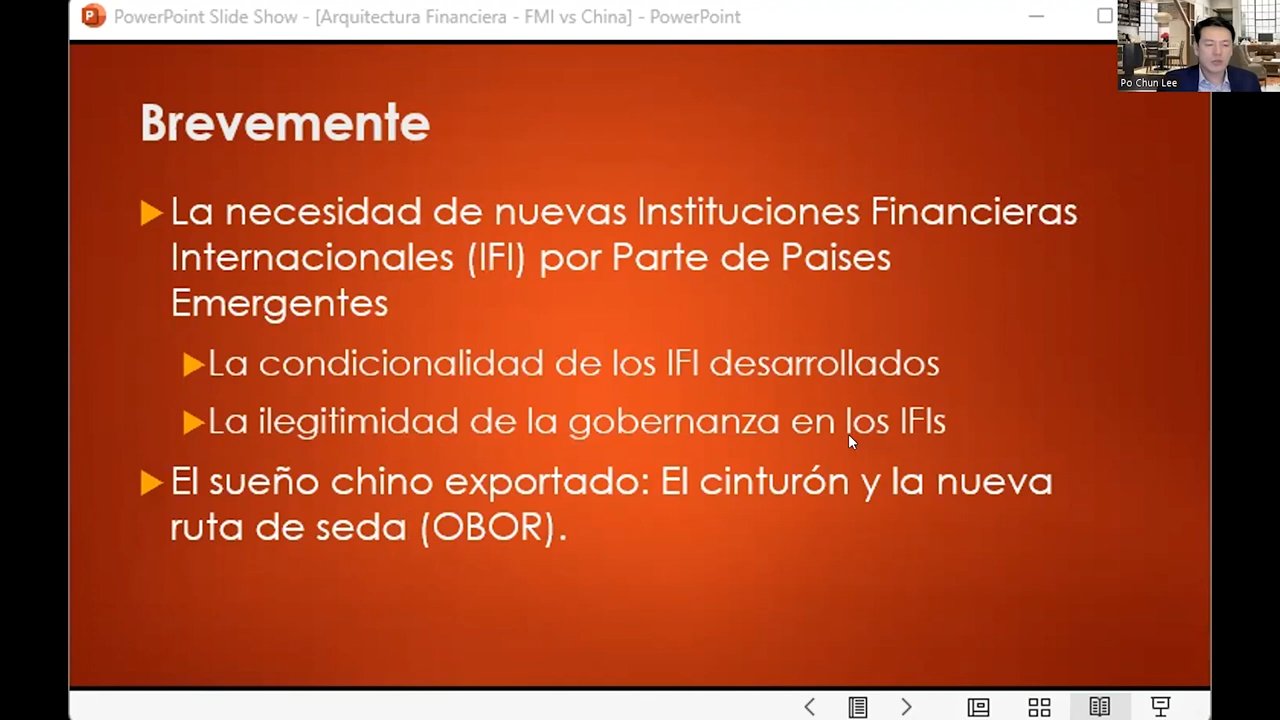 PowerPoint Slide Show - [Arquitectura Financiera - FMI vs China] - PowerPoint
Po Chun Lee
Brevemente
La necesidad de nuevas Instituciones Financieras
Internacionales (IFI) por Parte de Paises
Emergentes
La condicionalidad de los IFI desarrollados
La ilegitimidad de la gobernanza en los IFIs
El sueño chino exportado: El cinturón y la nueva
ruta de seda (OBOR).